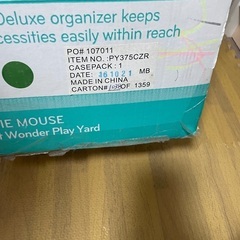 Deluxe organizer keeps
cessities easily within reach
PO# 107011
ITEM NO. :PY375CZR
CASEPACK : 1
DATE: 361021 MB
MADE IN CHINA
CARTON# OF 1359
IE MOUSE
Wonder Play Yard